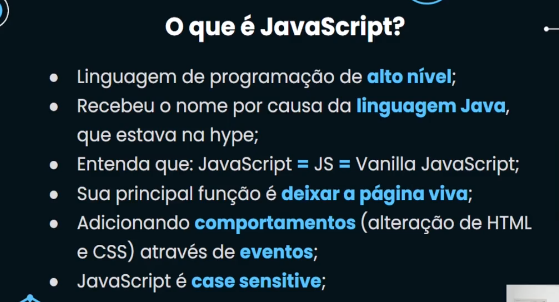 O que é JavaScript?
● Linguagem de programação de alto nível;
● Recebeu o nome por causa da linguagem Java,
que estava na hype;
● Entenda que: JavaScript = JS = Vanilla JavaScript;
● Sua principal função é deixar a página viva;
● Adicionando comportamentos (alteração de HTML
e CSS) através de eventos;
● JavaScript é case sensitive;